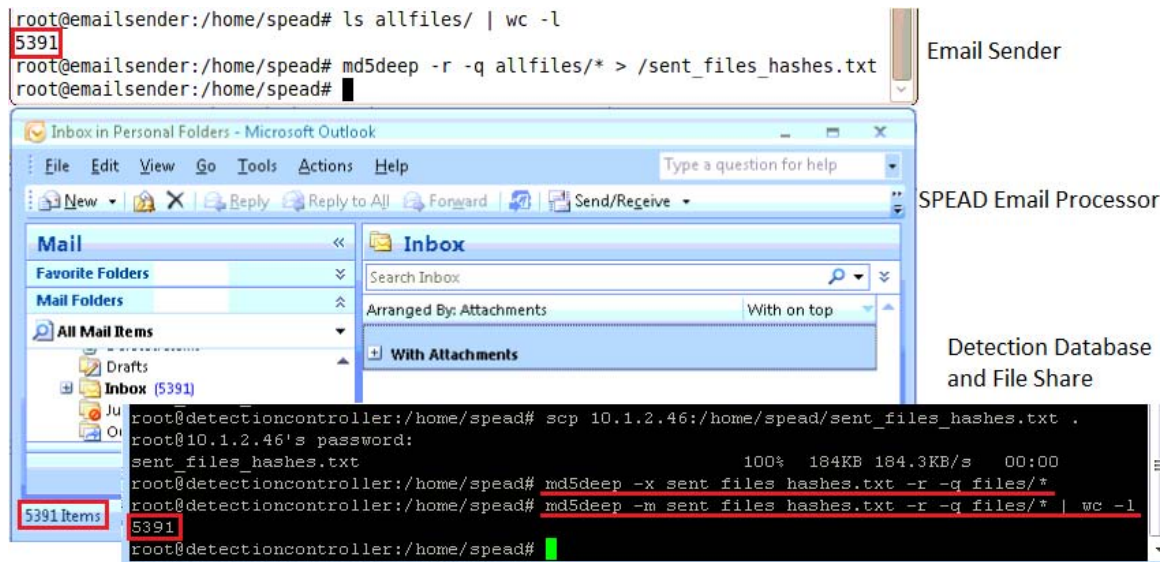 root@emailsender:/home/spead# ls allfiles/ | wc -l
5391
root@emailsender:/home/spead# md5deep -r -q allfiles/* > /sent_files_hashes.txt
root@emailsender:/home/spead#
Email Sender
Inbox in Personal Folders - Microsoft Outlook
File Edit View Go Tools Actions Help
Type a question for help
New Reply Reply to All Forward Send/Receive
SPEAD Email Processor
Mail «
Inbox
Favorite Folders
Search Inbox
Mail Folders
Arranged By: Attachments With on top
All Mail Items
With Attachments
Drafts
Inbox (5391)
Detection Database
and File Share
Ju
root@detectioncontroller:/home/spead# scp 10.1.2.46:/home/spead/sent_files_hashes.txt .
root@10.1.2.46's password:
sent_files_hashes.txt 100% 184KB 184.3KB/s 00:00
root@detectioncontroller:/home/spead# md5deep -x sent_files_hashes.txt -r -q files/*
root@detectioncontroller:/home/spead# md5deep -m sent_files_hashes.txt -r -q files/* | wc -l
5391 Items
5391
root@detectioncontroller:/home/spead#